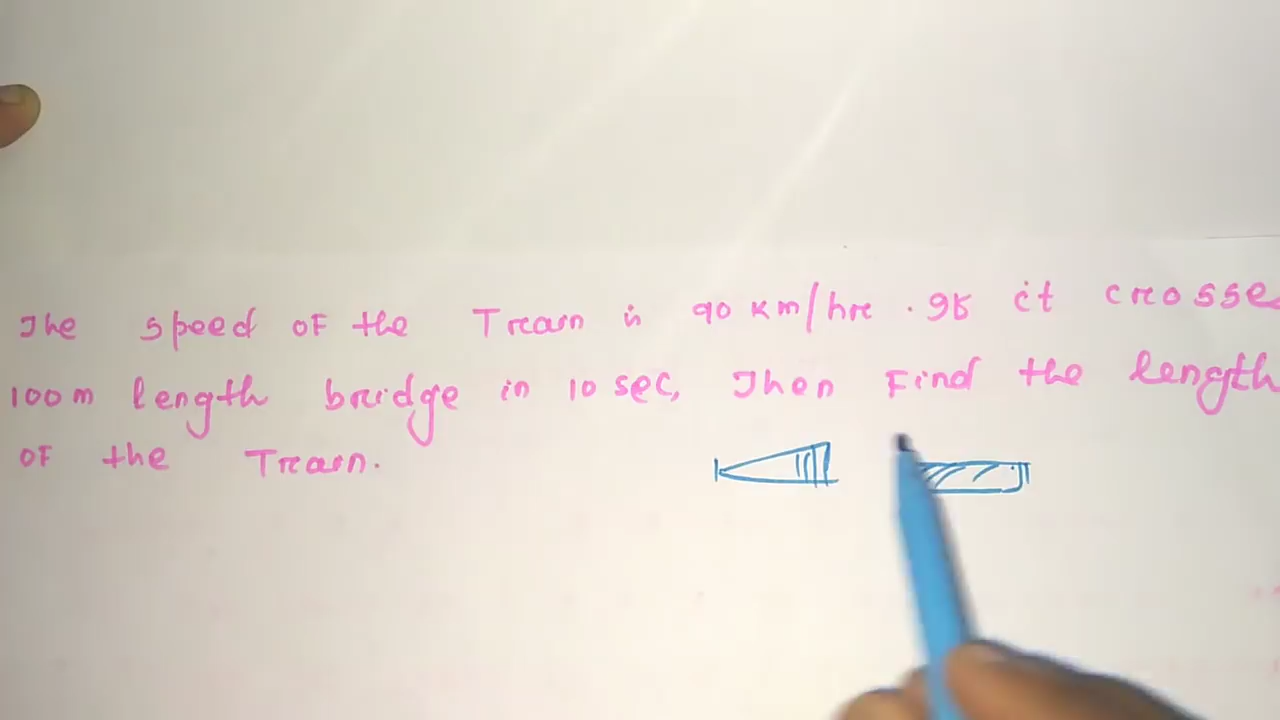 The speed of the Train is 90 km/hr . If it crosse
100m length bridge in 10 sec, Then Find the length
of the Train.